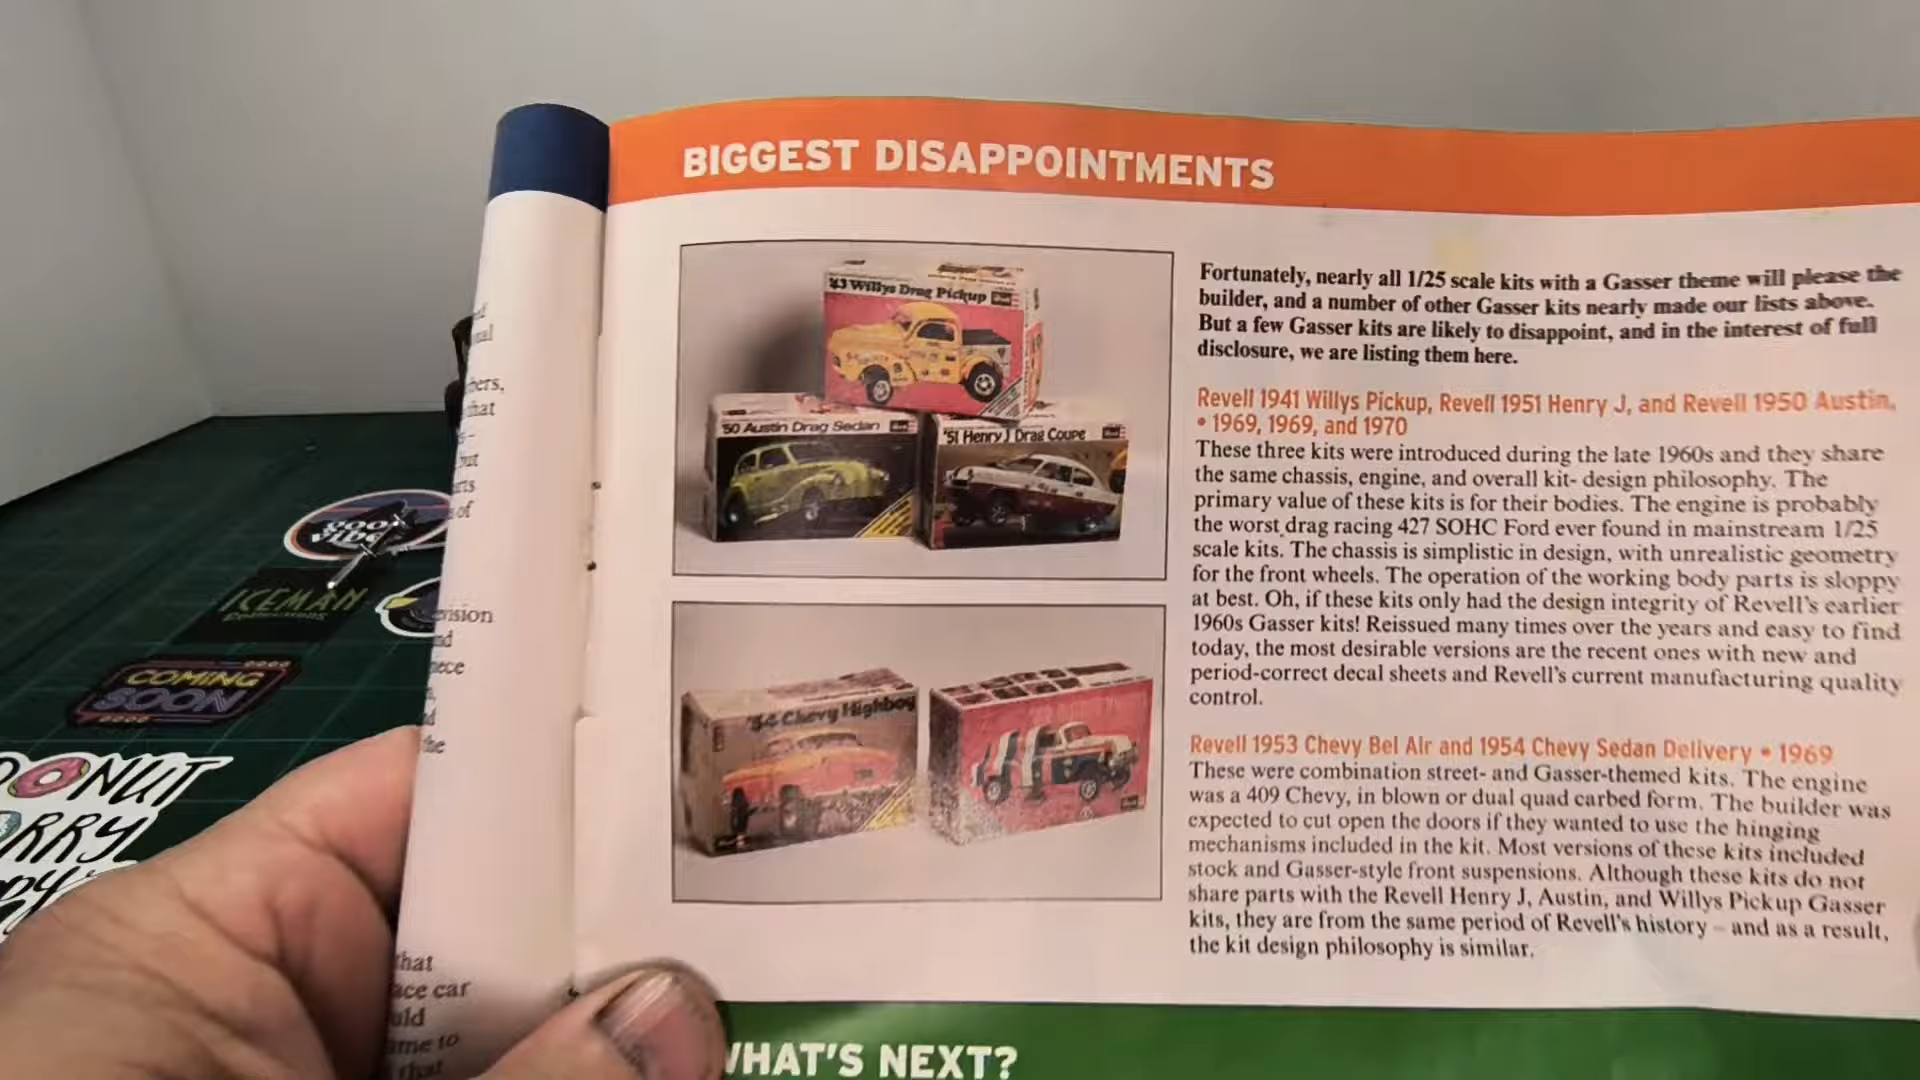 BIGGEST DISAPPOINTMENTS
Willys Drag Pickup
'50 Austin Drag Sedan
'51 Henry J Drag Coupe
Chevy Highboy
Fortunately, nearly all 1/25 scale kits with a Gasser theme will please the
builder, and a number of other Gasser kits nearly made our lists above.
But a few Gasser kits are likely to disappoint, and in the interest of full
disclosure, we are listing them here.
Revell 1941 Willys Pickup, Revell 1951 Henry J, and Revell 1950 Austin,
• 1969, 1969, and 1970
These three kits were introduced during the late 1960s and they share
the same chassis, engine, and overall kit- design philosophy. The
primary value of these kits is for their bodies. The engine is probably
the worst drag racing 427 SOHC Ford ever found in mainstream 1/25
scale kits. The chassis is simplistic in design, with unrealistic geometry
for the front wheels. The operation of the working body parts is sloppy
at best. Oh, if these kits only had the design integrity of Revell's earlier
1960s Gasser kits! Reissued many times over the years and easy to find
today, the most desirable versions are the recent ones with new and
period-correct decal sheets and Revell's current manufacturing quality
control.
Revell 1953 Chevy Bel Air and 1954 Chevy Sedan Delivery • 1969
These were combination street- and Gasser-themed kits. The engine
was a 409 Chevy, in blown or dual quad carbed form. The builder was
expected to cut open the doors if they wanted to use the hinging
mechanisms included in the kit. Most versions of these kits included
stock and Gasser-style front suspensions. Although these kits do not
share parts with the Revell Henry J, Austin, and Willys Pickup Gasser
kits, they are from the same period of Revell's history – and as a result,
the kit design philosophy is similar.
WHAT'S NEXT?
that
of
the
that
ace car
that
ICEMAN
COMING
SOON
DONUT